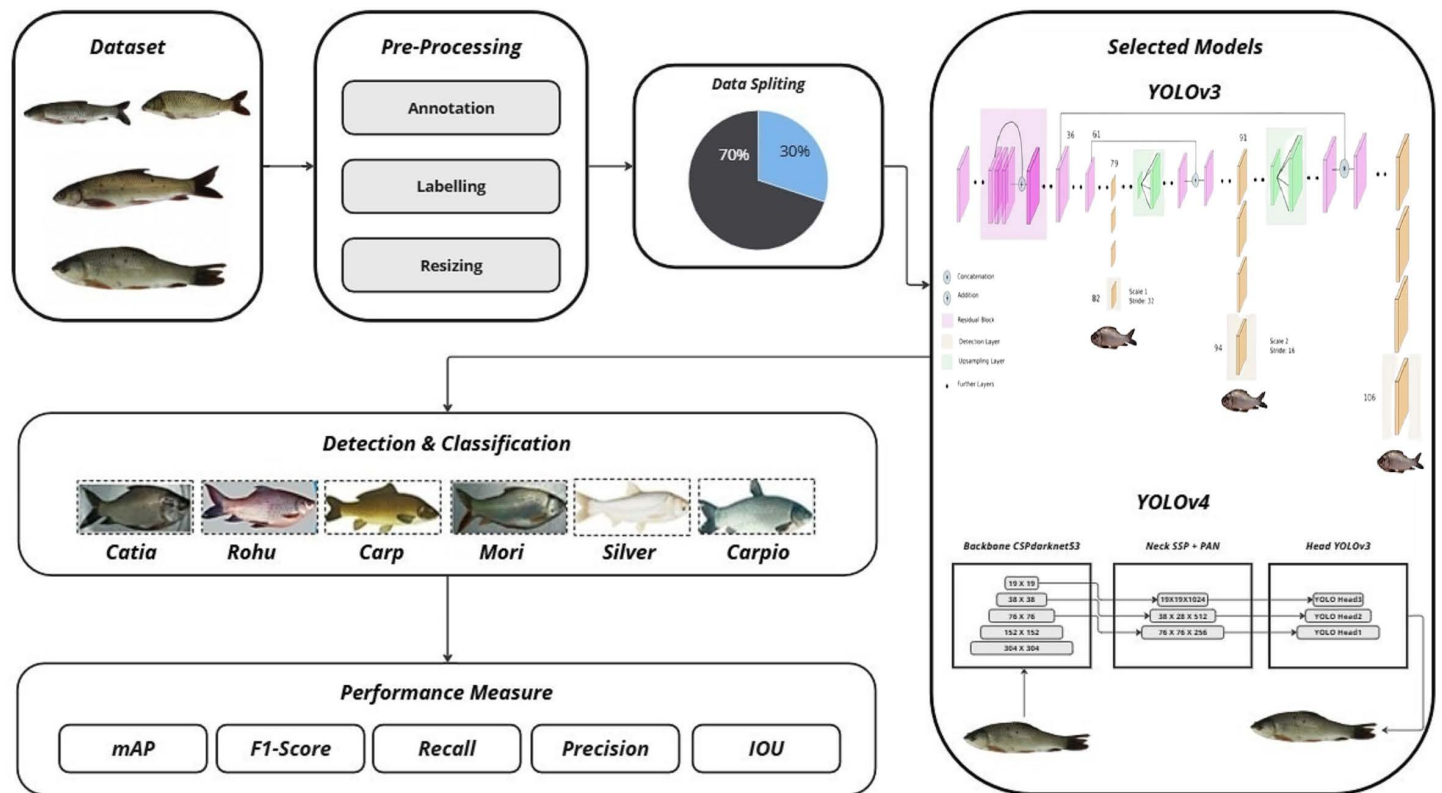 Dataset
Pre-Processing
Annotation
Labelling
Resizing
Data Spliting
70%
30%
Selected Models
YOLOv3
36
61
79
91
Concatenation
Addition
Residual Block
Detection Layer
Upsampling Layer
Further Layers
82
Scale 1
Stride: 32
94
Scale 2
Stride: 16
106
Detection & Classification
Catia
Rohu
Carp
Mori
Silver
Carpio
YOLOv4
Backbone CSPdarknet53
Neck SSP + PAN
Head YOLOv3
19 X 19
38 X 38
76 X 76
152 X 152
304 X 304
19X19X1024
38 X 28 X 512
76 X 76 X 256
YOLO Head3
YOLO Head2
YOLO Head1
Performance Measure
mAP
F1-Score
Recall
Precision
IOU